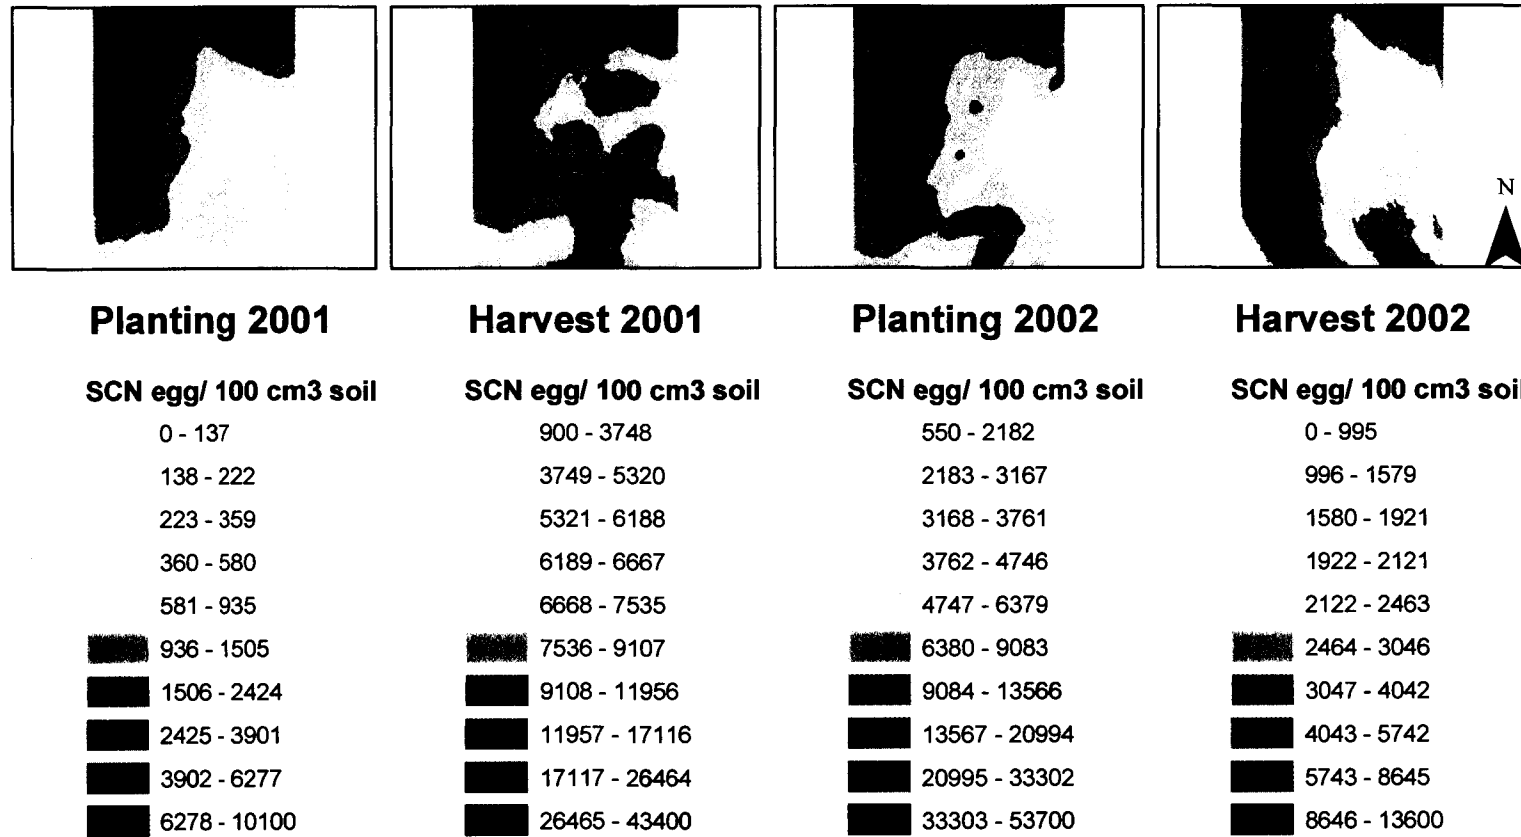 N
Planting 2001
Harvest 2001
Planting 2002
Harvest 2002
SCN egg/ 100 cm3 soil
0 - 137
138 - 222
223 - 359
360 - 580
581 - 935
936 - 1505
1506 - 2424
2425 - 3901
3902 - 6277
6278 - 10100
SCN egg/ 100 cm3 soil
900 - 3748
3749 - 5320
5321 - 6188
6189 - 6667
6668 - 7535
7536 - 9107
9108 - 11956
11957 - 17116
17117 - 26464
26465 - 43400
SCN egg/ 100 cm3 soil
550 - 2182
2183 - 3167
3168 - 3761
3762 - 4746
4747 - 6379
6380 - 9083
9084 - 13566
13567 - 20994
20995 - 33302
33303 - 53700
SCN egg/ 100 cm3 soil
0 - 995
996 - 1579
1580 - 1921
1922 - 2121
2122 - 2463
2464 - 3046
3047 - 4042
4043 - 5742
5743 - 8645
8646 - 13600